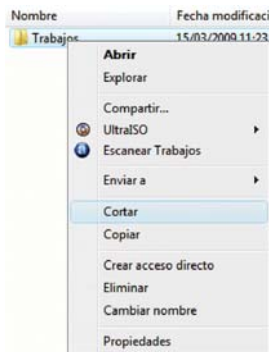 Nombre Fecha modificaci
Trabajos 15/03/2009 11:23
Abrir
Explorar
Compartir...
UltraISO
Escanear Trabajos
Enviar a
Cortar
Copiar
Crear acceso directo
Eliminar
Cambiar nombre
Propiedades